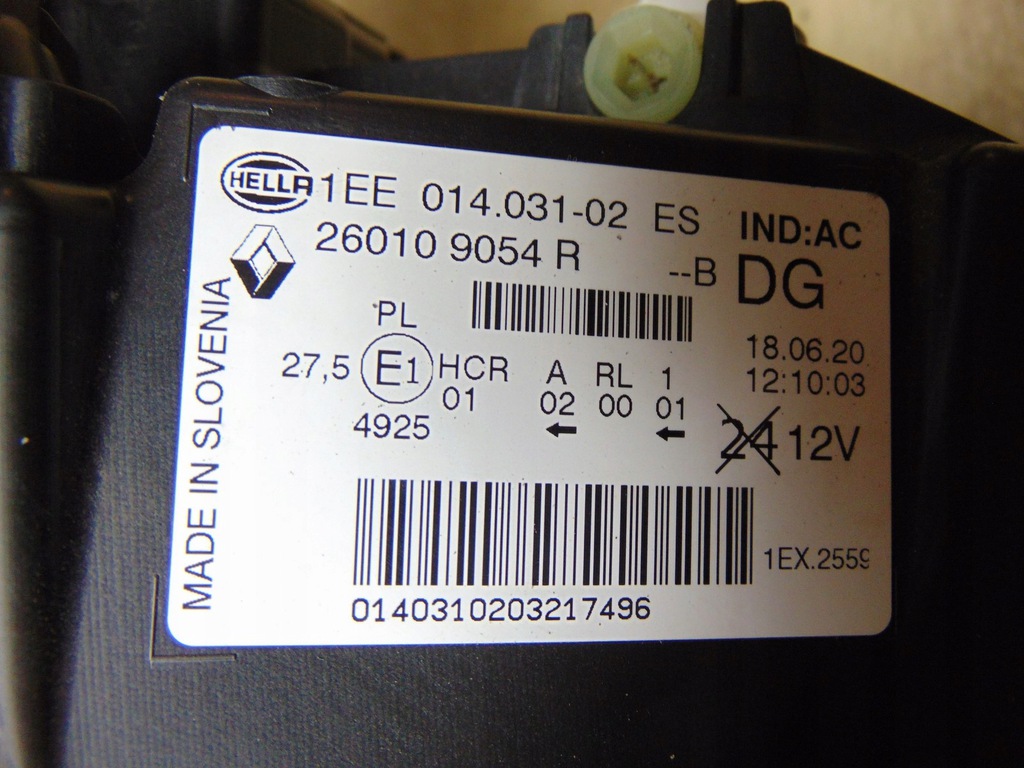 HELLA 1EE 014.031-02 ES IND:AC
26010 9054 R --B DG
MADE IN SLOVENIA
PL
18.06.20
27,5 E1 HCR A RL 1
12:10:03
01 02 00 01
4925
24 12V
1EX.2559
0140310203217496